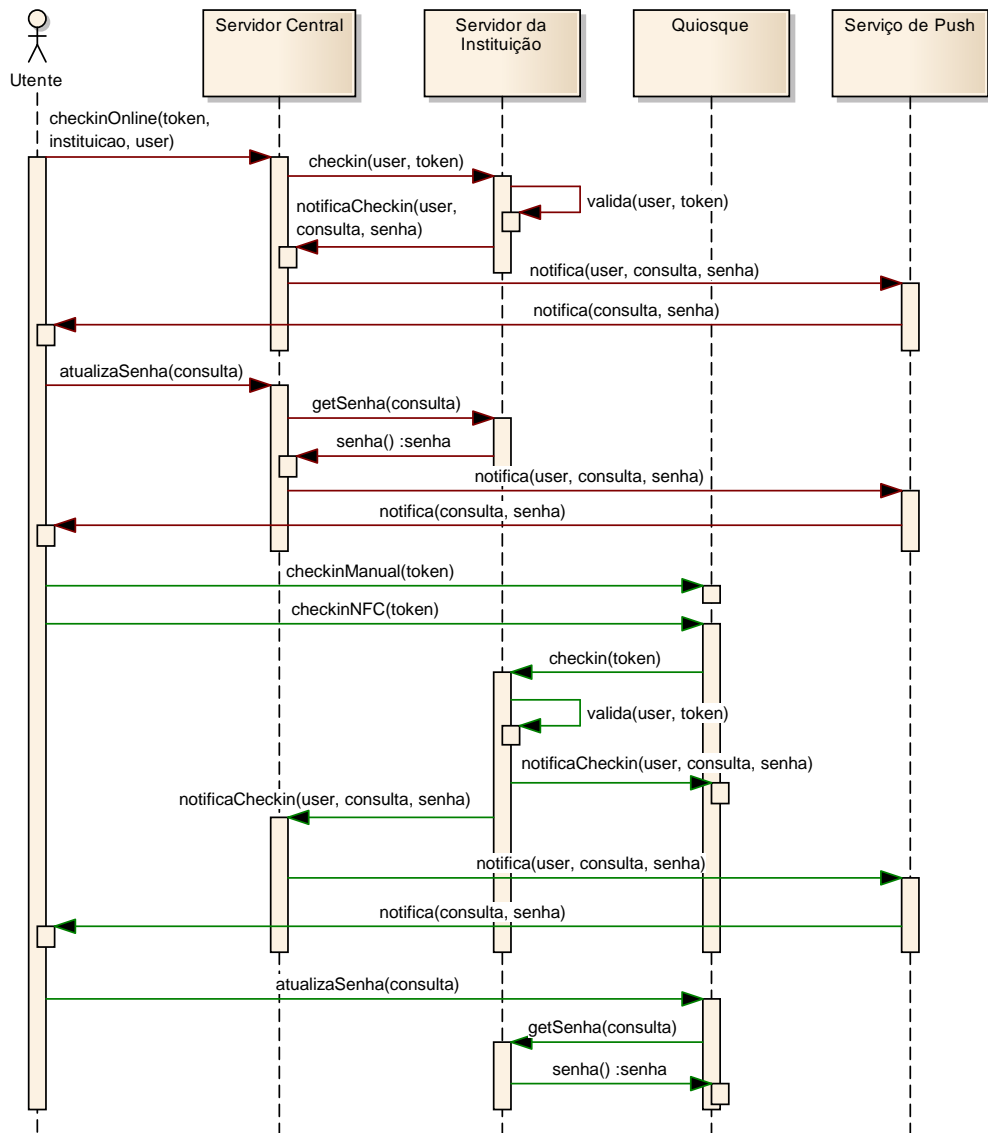 Servidor Central
Servidor da
Instituição
Quiosque
Serviço de Push
Utente
checkinOnline(token,
instituicao, user)
checkin(user, token)
valida(user, token)
notificaCheckin(user,
consulta, senha)
notifica(user, consulta, senha)
notifica(consulta, senha)
atualizaSenha(consulta)
getSenha(consulta)
senha() :senha
notifica(user, consulta, senha)
notifica(consulta, senha)
checkinManual(token)
checkinNFC(token)
checkin(token)
valida(user, token)
notificaCheckin(user, consulta, senha)
notificaCheckin(user, consulta, senha)
notifica(user, consulta, senha)
notifica(consulta, senha)
atualizaSenha(consulta)
getSenha(consulta)
senha() :senha